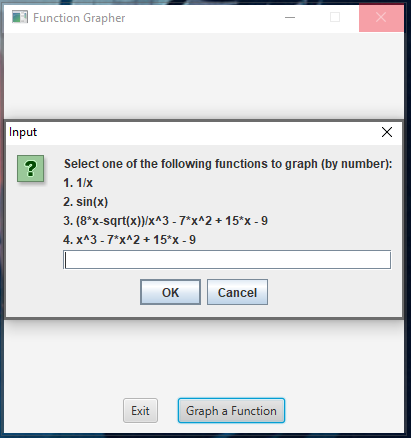 Function Grapher
Input
Select one of the following functions to graph (by number):
1. 1/x
2. sin(x)
3. (8*x-sqrt(x))/x^3 - 7*x^2 + 15*x - 9
4. x^3 - 7*x^2 + 15*x - 9
OK Cancel
Exit Graph a Function